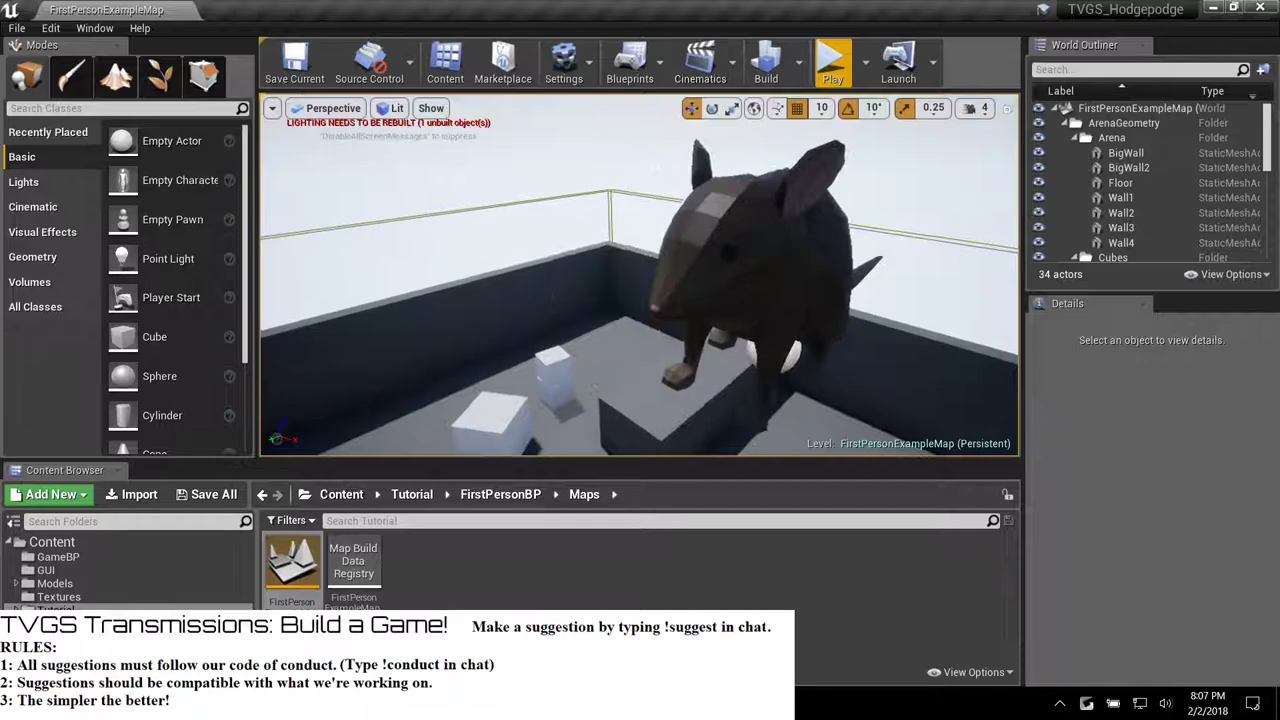 FirstPersonExampleMap
TVGS_Hodgepodge
File Edit Window Help
Modes
Search Classes
Recently Placed
Basic
Lights
Cinematic
Visual Effects
Geometry
Volumes
All Classes
Empty Actor
Empty Characte
Empty Pawn
Point Light
Player Start
Cube
Sphere
Cylinder
Save Current
Source Control
Content
Marketplace
Settings
Blueprints
Cinematics
Build
Play
Launch
Perspective Lit Show
10 10° 0.25 4
LIGHTING NEEDS TO BE REBUILT (1 unbuilt object(s))
'DisableAllScreenMessages' to suppress
Level: FirstPersonExampleMap (Persistent)
World Outliner
Search...
Label Type
FirstPersonExampleMap ( World
ArenaGeometry Folder
Arena Folder
BigWall StaticMeshAc
BigWall2 StaticMeshAc
Floor StaticMeshAc
Wall1 StaticMeshAc
Wall2 StaticMeshAc
Wall3 StaticMeshAc
Wall4 StaticMeshAc
Cubes Folder
34 actors
View Options
Details
Select an object to view details.
Content Browser
Add New Import Save All
Content Tutorial FirstPersonBP Maps
Search Folders
Filters
Search Tutorial
Content
GameBP
GUI
Models
Textures
Tutorial
Map Build
Data
Registry
FirstPerson
FirstPerson
ExampleMap
View Options
TVGS Transmissions: Build a Game!
Make a suggestion by typing !suggest in chat.
RULES:
1: All suggestions must follow our code of conduct. (Type !conduct in chat)
2: Suggestions should be compatible with what we're working on.
3: The simpler the better!
8:07 PM
2/2/2018